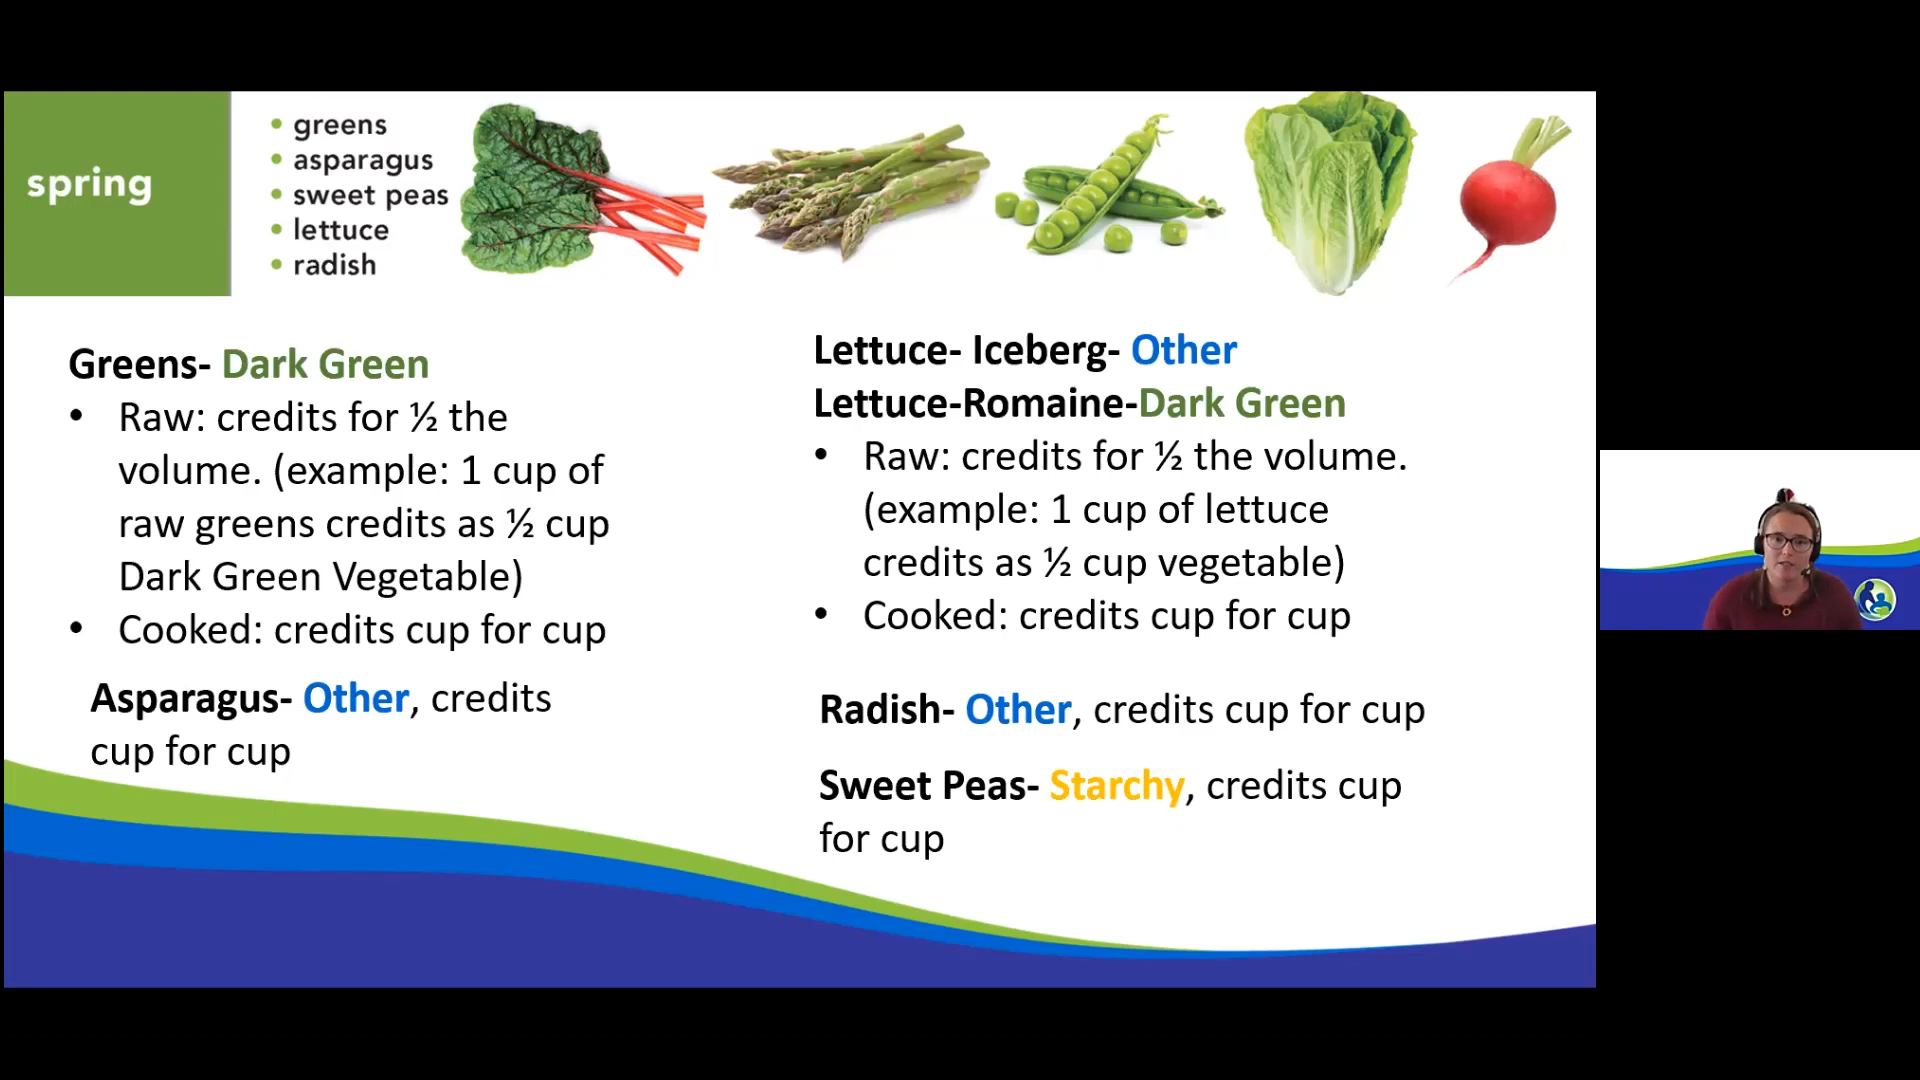 spring
• greens
• asparagus
• sweet peas
• lettuce
• radish
Greens- Dark Green
• Raw: credits for ½ the
volume. (example: 1 cup of
raw greens credits as ½ cup
Dark Green Vegetable)
• Cooked: credits cup for cup
Asparagus- Other, credits
cup for cup
Lettuce- Iceberg- Other
Lettuce-Romaine-Dark Green
• Raw: credits for ½ the volume.
(example: 1 cup of lettuce
credits as ½ cup vegetable)
• Cooked: credits cup for cup
Radish- Other, credits cup for cup
Sweet Peas- Starchy, credits cup
for cup